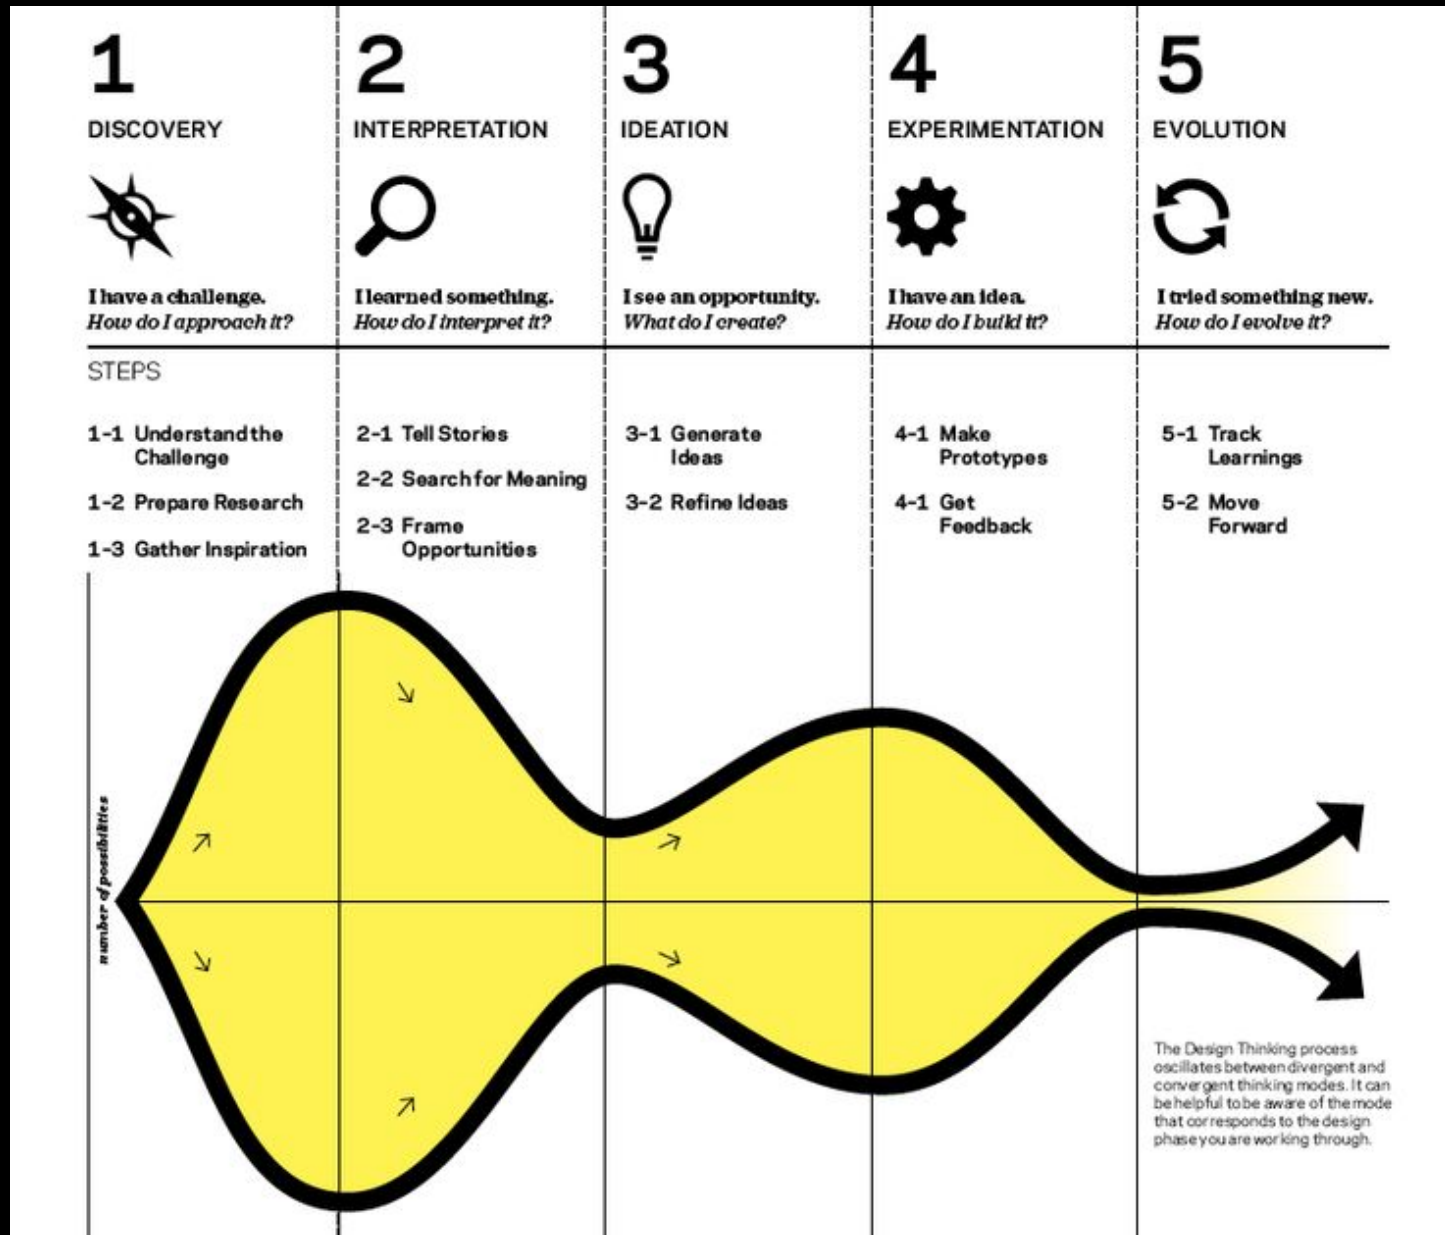 1
DISCOVERY
I have a challenge.
How do I approach it?
2
INTERPRETATION
I learned something.
How do I interpret it?
3
IDEATION
I see an opportunity.
What do I create?
4
EXPERIMENTATION
I have an idea.
How do I build it?
5
EVOLUTION
I tried something new.
How do I evolve it?
STEPS
1-1 Understand the
Challenge
1-2 Prepare Research
1-3 Gather Inspiration
2-1 Tell Stories
2-2 Search for Meaning
2-3 Frame
Opportunities
3-1 Generate
Ideas
3-2 Refine Ideas
4-1 Make
Prototypes
4-1 Get
Feedback
5-1 Track
Learnings
5-2 Move
Forward
number of possibilities
The Design Thinking process
oscillates between divergent and
convergent thinking modes. It can
be helpful to be aware of the mode
that corresponds to the design
phase you are working through.